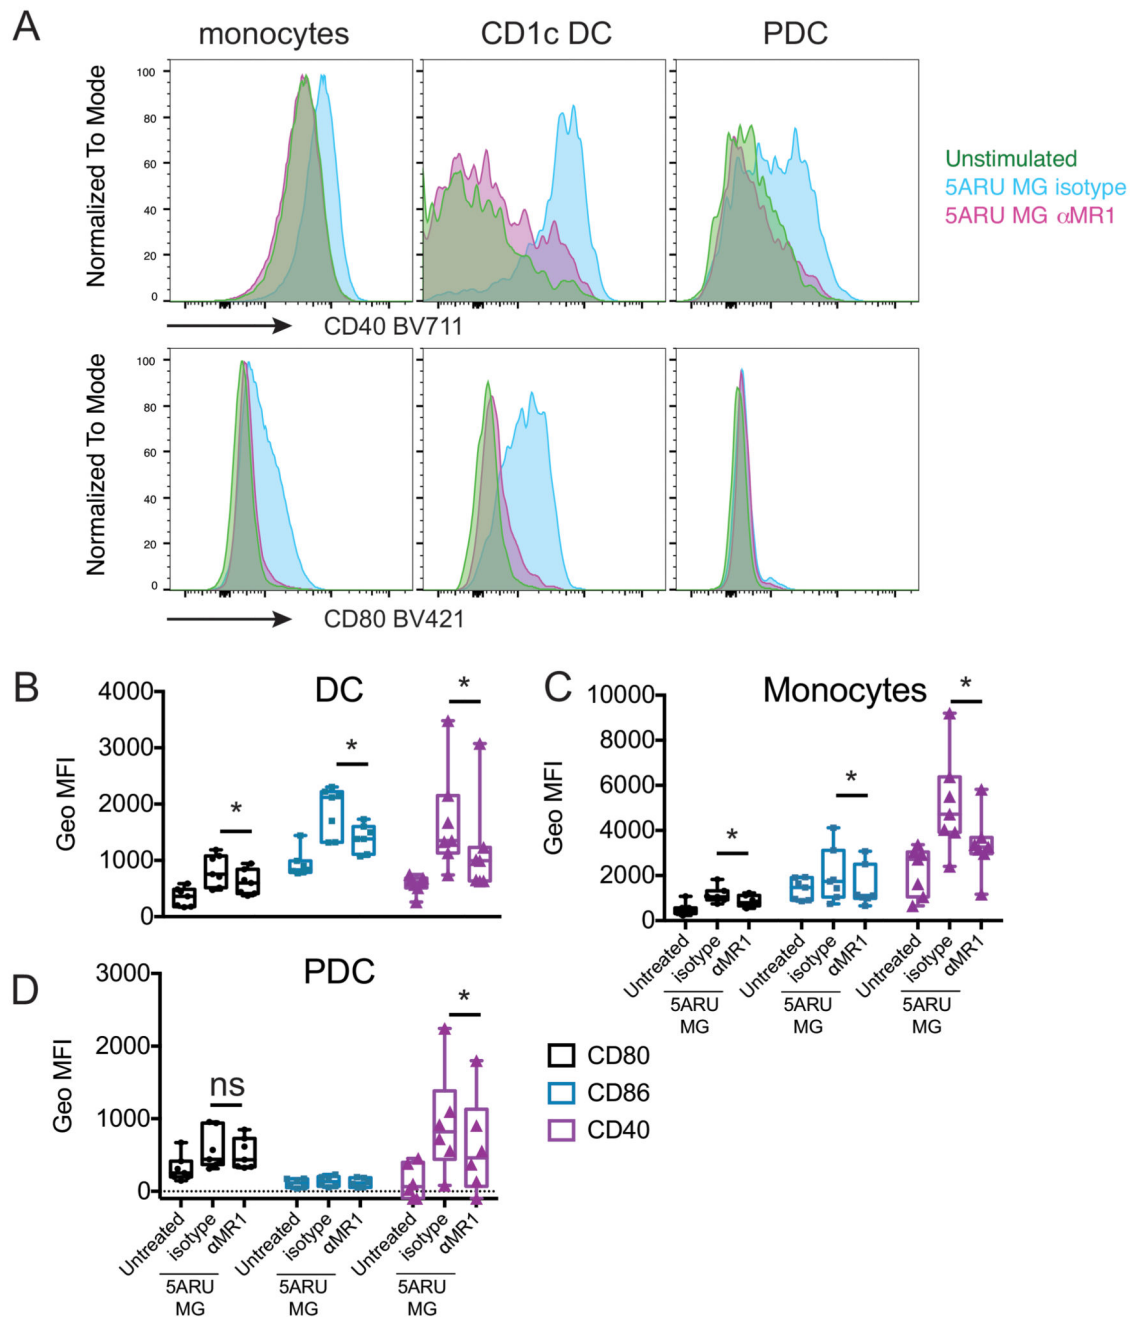 A
monocytes
CD1c DC
PDC
Normalized To Mode
100
80
60
40
20
0
Unstimulated
5ARU MG isotype
5ARU MG αMR1
CD40 BV711
Normalized To Mode
100
80
60
40
20
0
CD80 BV421
B
DC
Geo MFI
4000
3000
2000
1000
0
*
*
*
C
Monocytes
Geo MFI
10000
8000
6000
4000
2000
0
*
*
*
Untreated
isotype
αMR1
5ARU
MG
Untreated
isotype
αMR1
5ARU
MG
Untreated
isotype
αMR1
5ARU
MG
D
PDC
Geo MFI
3000
2000
1000
0
ns
*
Untreated
isotype
αMR1
5ARU
MG
Untreated
isotype
αMR1
5ARU
MG
Untreated
isotype
αMR1
5ARU
MG
CD80
CD86
CD40